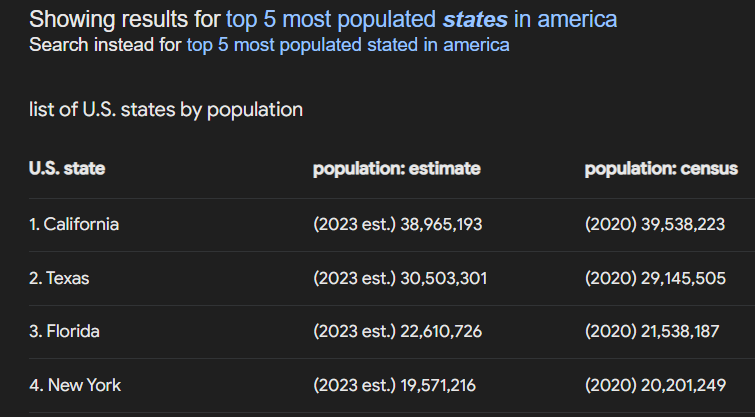 Showing results for top 5 most populated states in america
Search instead for top 5 most populated stated in america
list of U.S. states by population
U.S. state population: estimate population: census
1. California (2023 est.) 38,965,193 (2020) 39,538,223
2. Texas (2023 est.) 30,503,301 (2020) 29,145,505
3. Florida (2023 est.) 22,610,726 (2020) 21,538,187
4. New York (2023 est.) 19,571,216 (2020) 20,201,249